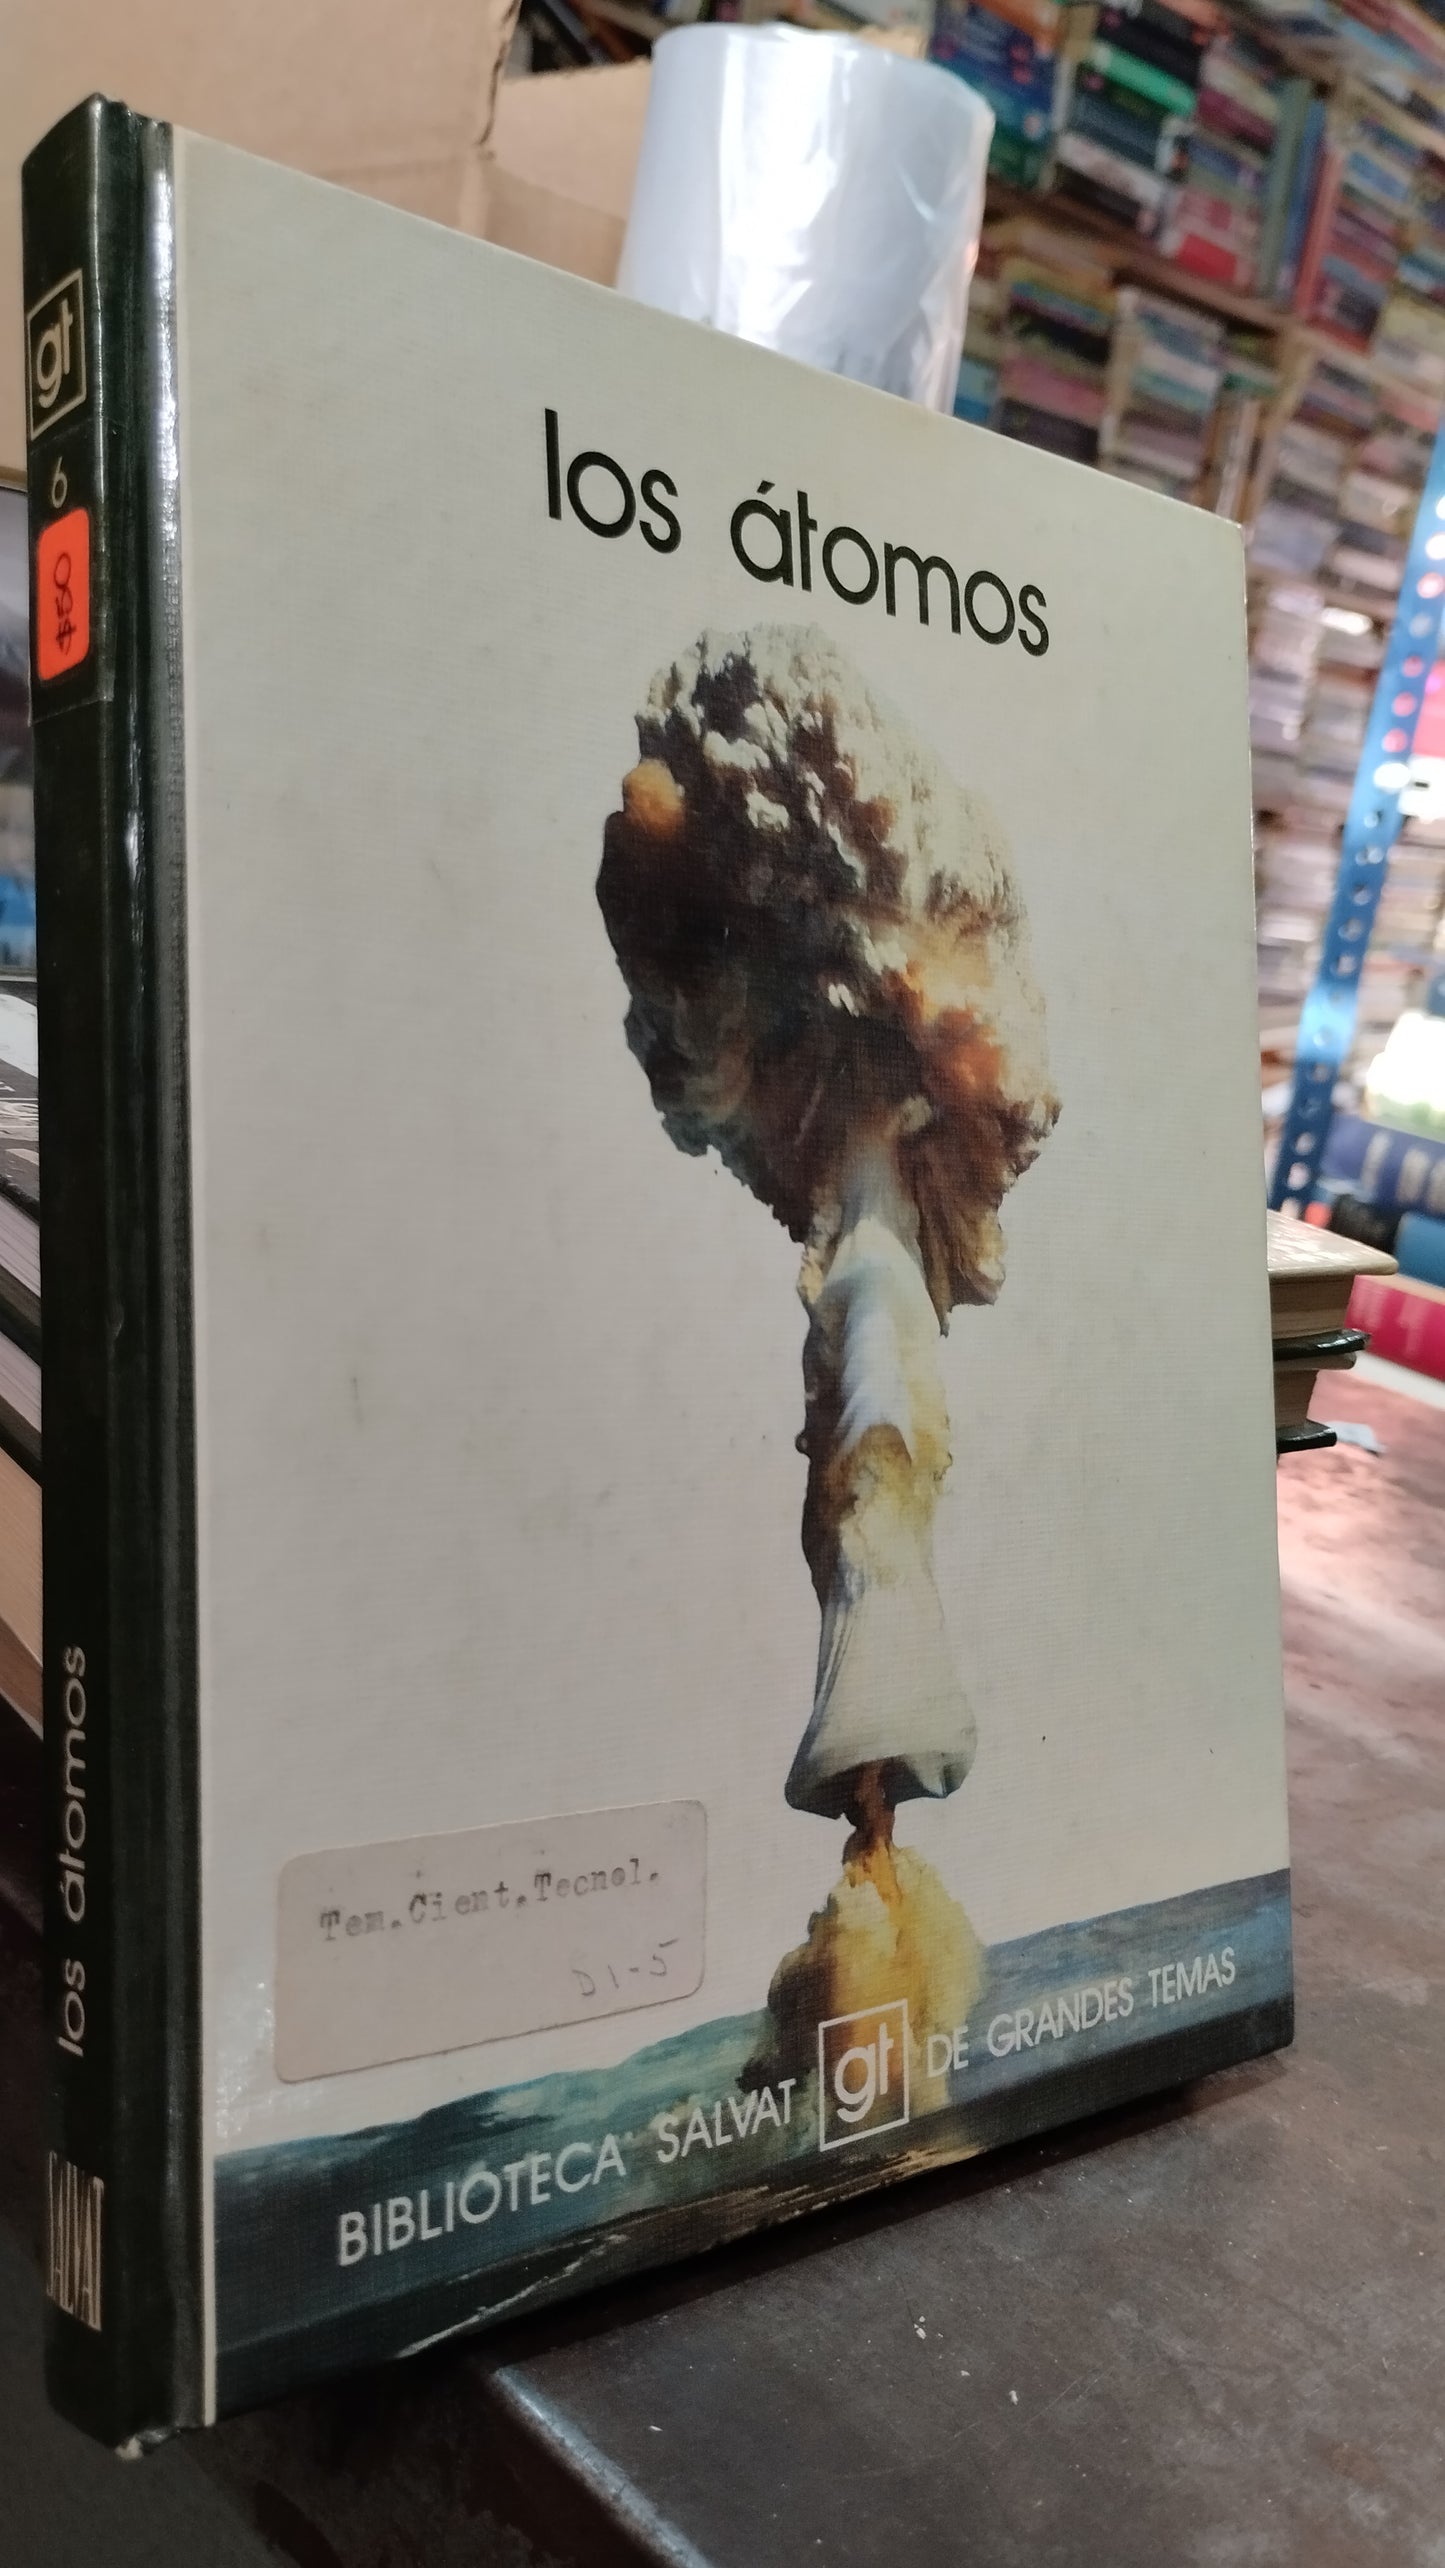 gt
6
$50
los átomos
SALVAT
los átomos
Tem.Cient.Tecnol.
D1-5
BIBLIOTECA SALVAT gt DE GRANDES TEMAS